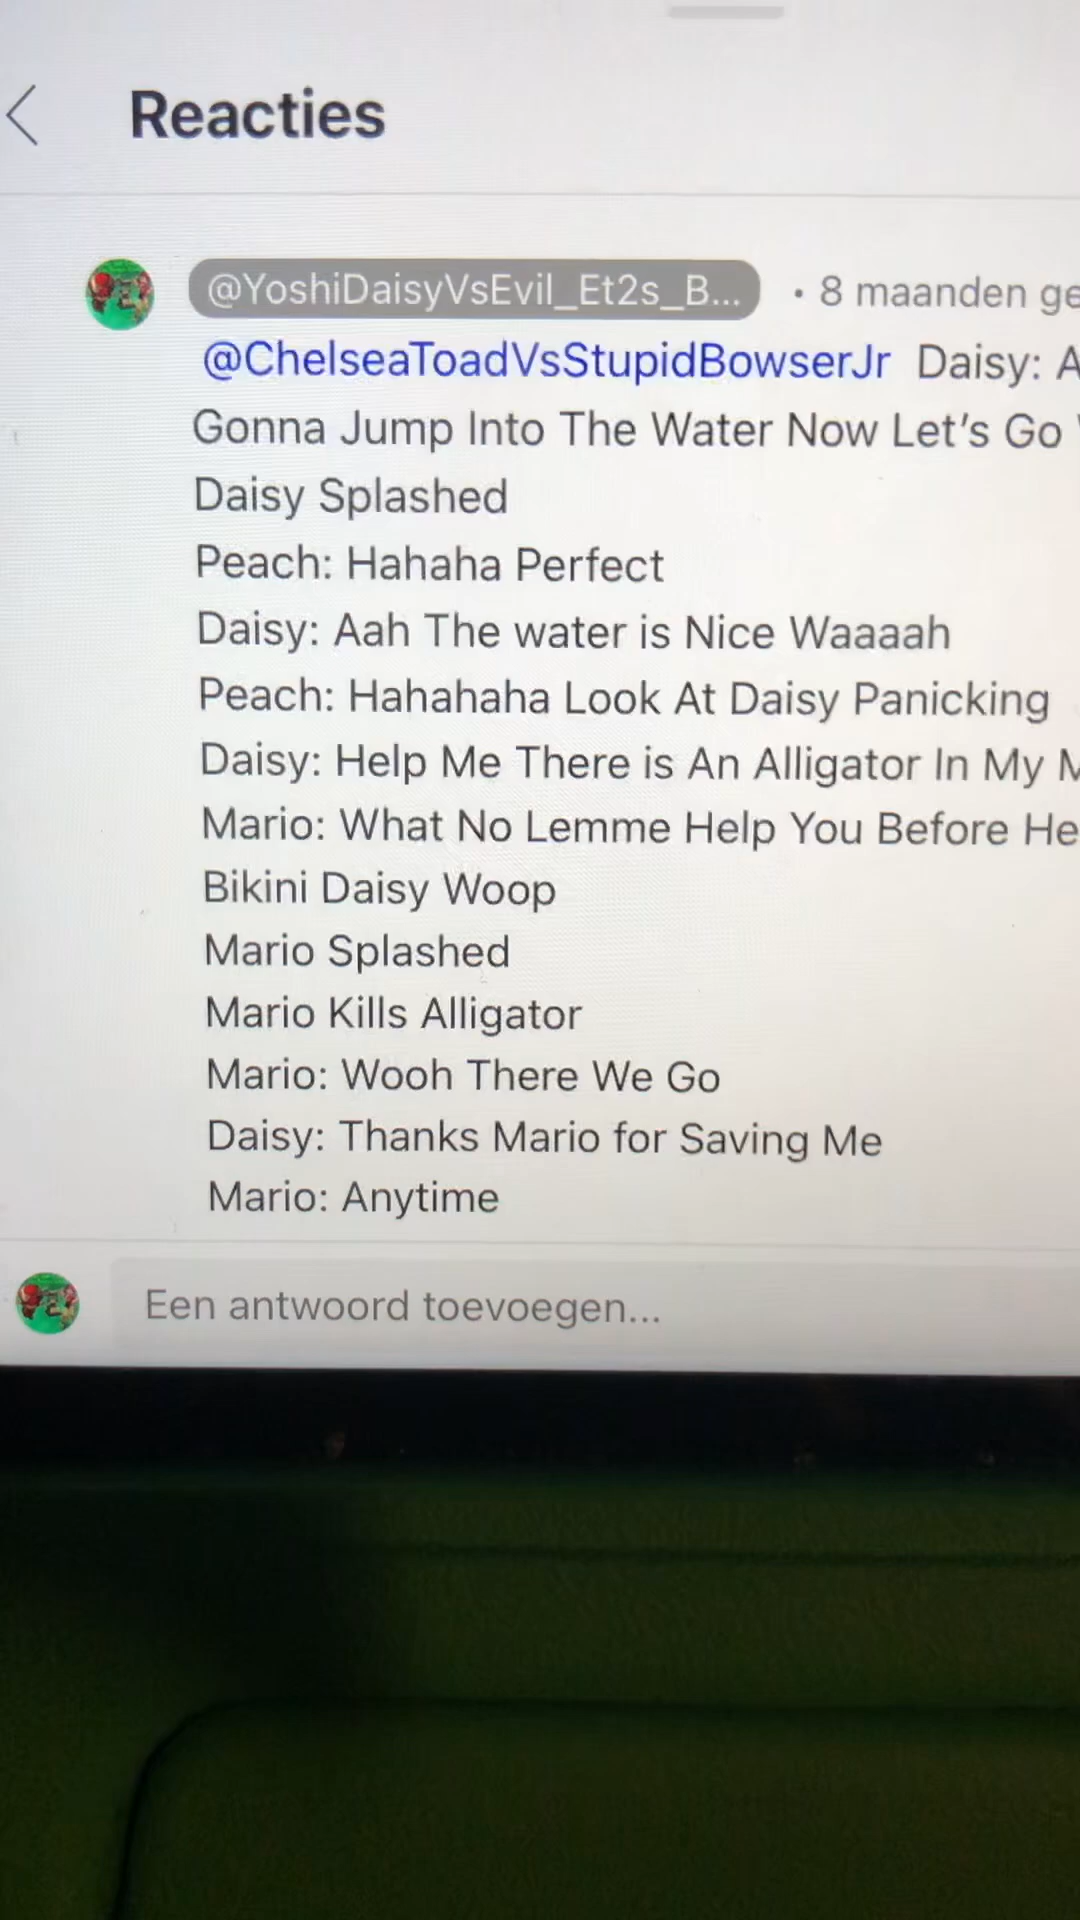 Reacties
@YoshiDaisyVsEvil_Et2s_B... • 8 maanden
@ChelseaToadVsStupidBowserJr Daisy:
Gonna Jump Into The Water Now Let's Go
Daisy Splashed
Peach: Hahaha Perfect
Daisy: Aah The water is Nice Waaaah
Peach: Hahahaha Look At Daisy Panicking
Daisy: Help Me There is An Alligator In My
Mario: What No Lemme Help You Before He
Bikini Daisy Woop
Mario Splashed
Mario Kills Alligator
Mario: Wooh There We Go
Daisy: Thanks Mario for Saving Me
Mario: Anytime
Een antwoord toevoegen...